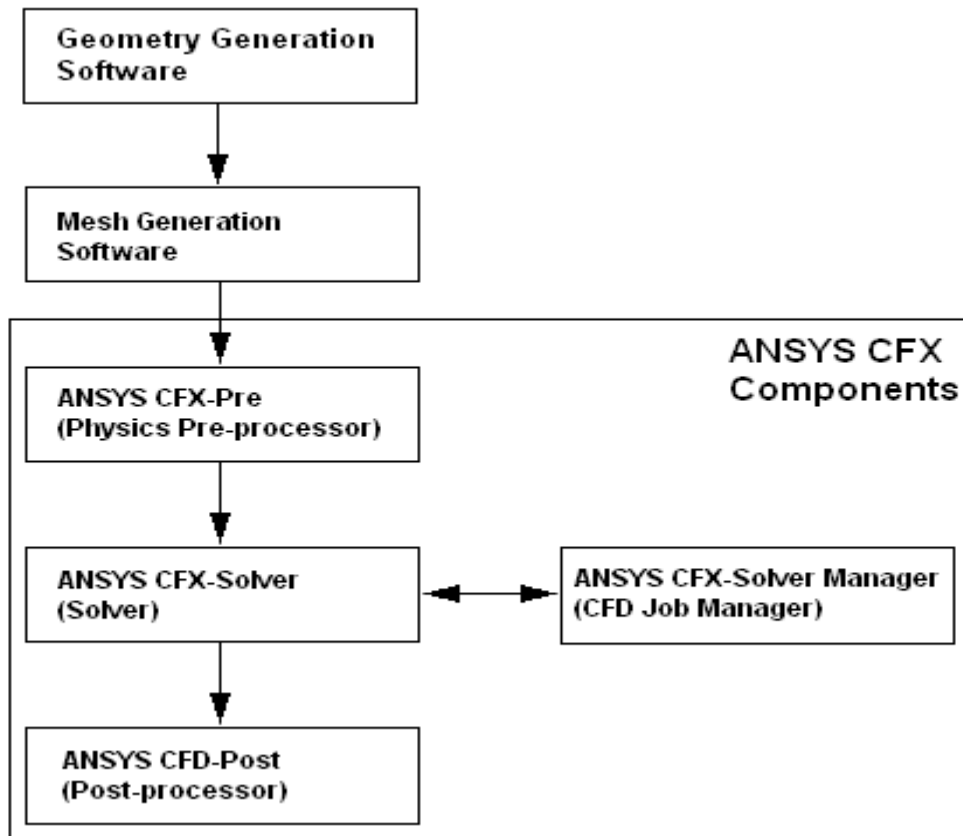 Geometry Generation
Software
Mesh Generation
Software
ANSYS CFX
Components
ANSYS CFX-Pre
(Physics Pre-processor)
ANSYS CFX-Solver
(Solver)
ANSYS CFX-Solver Manager
(CFD Job Manager)
ANSYS CFD-Post
(Post-processor)